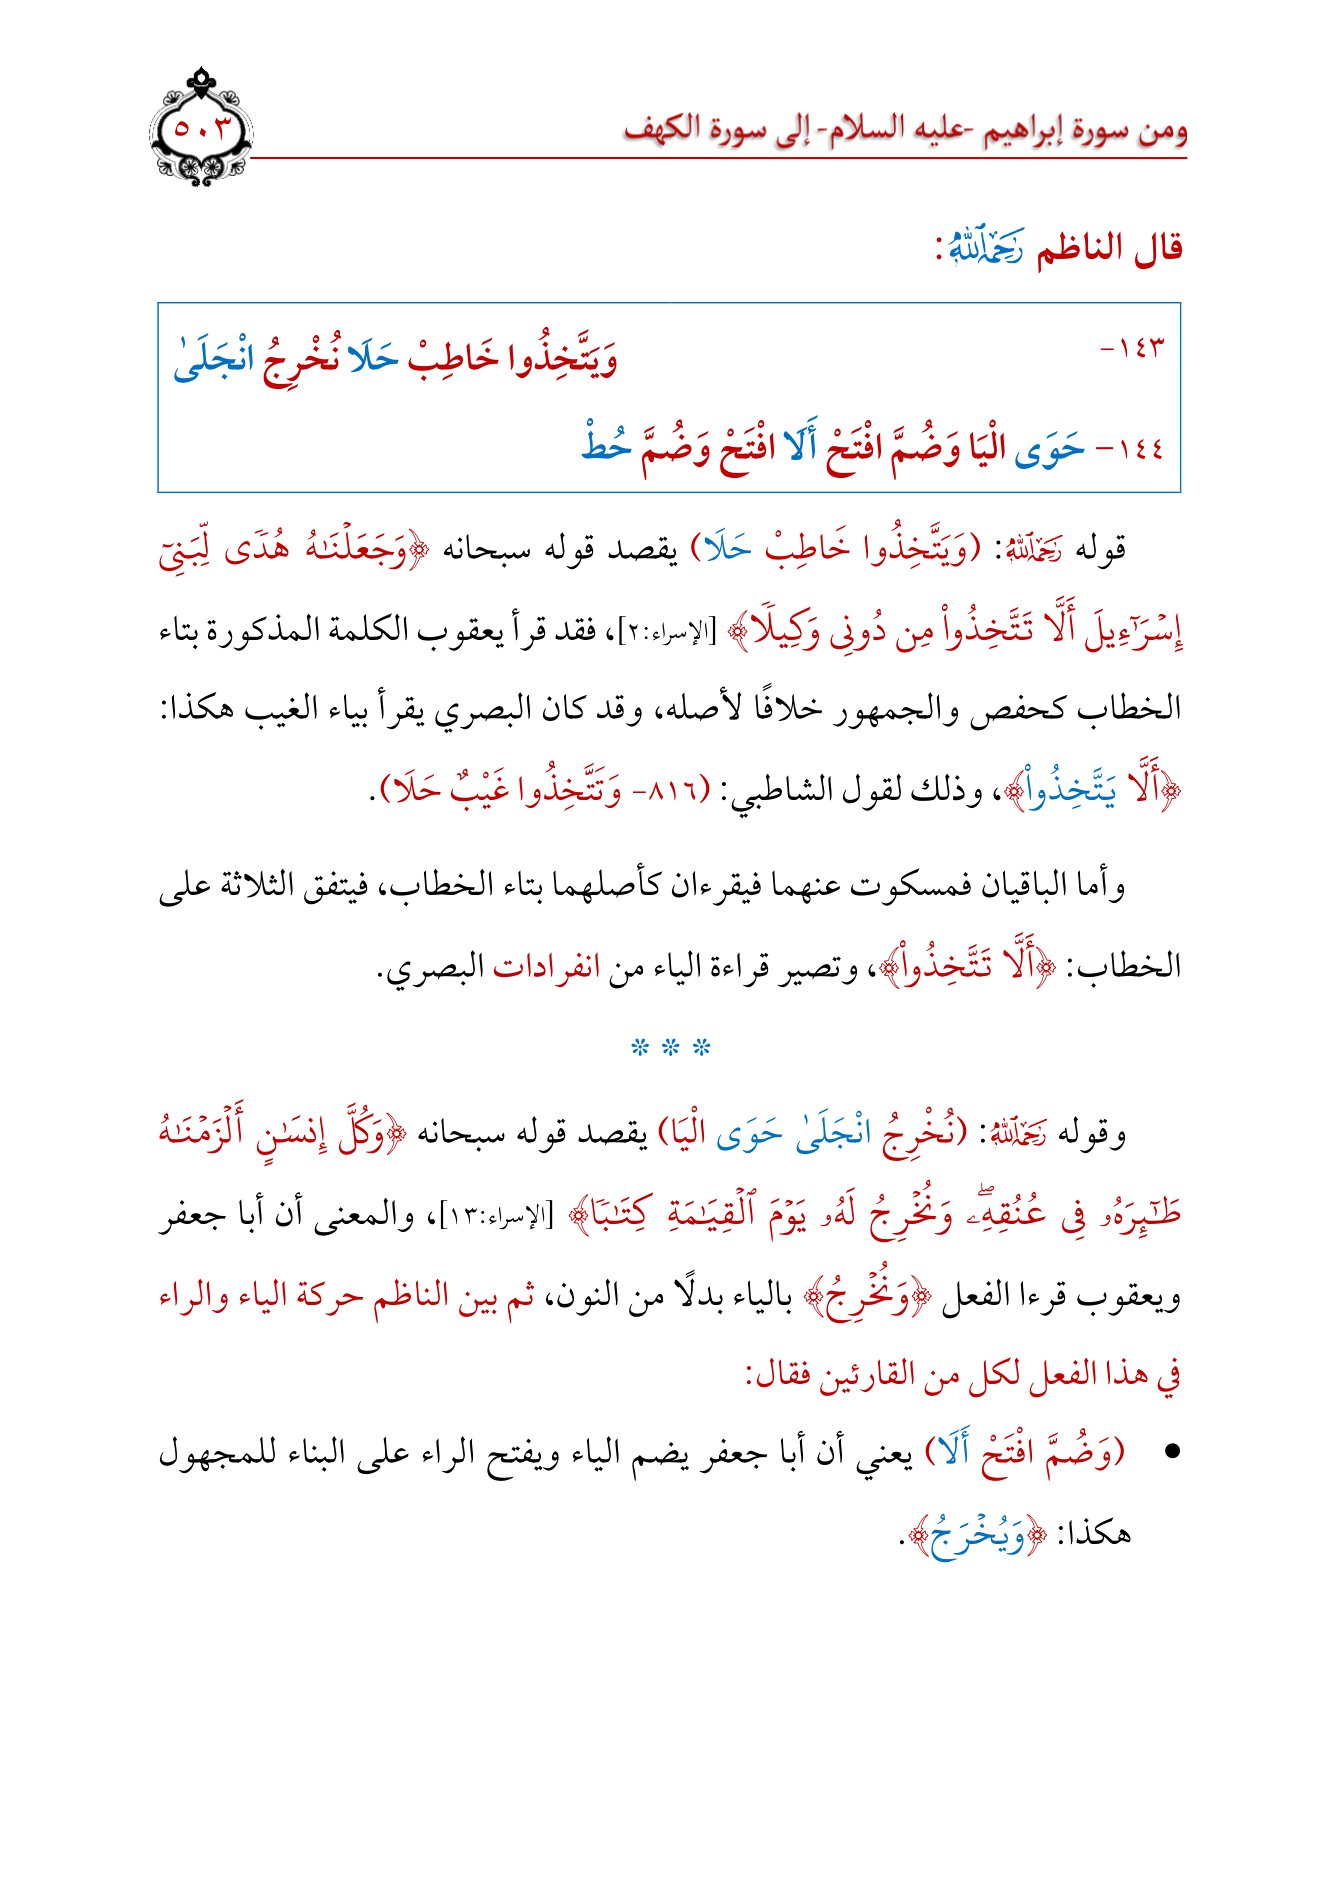 ومن سورة إبراهيم -عليه السلام- إلى سورة الكهف
٥٠٣
قال الناظم رَحِمَهُ ٱللَّهُ:
١٤٣- وَيَتَّخِذُوا خَاطِبْ حَلَا نُخْرِجُ انْجَلَىٰ
١٤٤- حَوَى الْيَا وَضُمَّ افْتَحْ أَلَا افْتَحْ وَضُمَّ حُطْ
قوله رَحِمَهُ ٱللَّهُ: (وَيَتَّخِذُوا خَاطِبْ حَلَا) يقصد قوله سبحانه ﴿وَجَعَلْنَـٰهُ هُدًى لِّبَنِىٓ
إِسْرَـٰٓءِيلَ أَلَّا تَتَّخِذُوا۟ مِن دُونِى وَكِيلًا﴾ [الإسراء:٢]، فقد قرأ يعقوب الكلمة المذكورة بتاء
الخطاب كحفص والجمهور خلافًا لأصله، وقد كان البصري يقرأ بياء الغيب هكذا:
﴿أَلَّا يَتَّخِذُوا۟﴾، وذلك لقول الشاطبي: (٨١٦- وَتَتَّخِذُوا غَيْبٌ حَلَا).
وأما الباقيان فمسكوت عنهما فيقرءان كأصلهما بتاء الخطاب، فيتفق الثلاثة على
الخطاب: ﴿أَلَّا تَتَّخِذُوا۟﴾، وتصير قراءة الياء من انفرادات البصري.
* * *
وقوله رَحِمَهُ ٱللَّهُ: (نُخْرِجُ انْجَلَىٰ حَوَى الْيَا) يقصد قوله سبحانه ﴿وَكُلَّ إِنسَـٰنٍ أَلْزَمْنَـٰهُ
طَـٰٓئِرَهُۥ فِى عُنُقِهِۦۖ وَنُخْرِجُ لَهُۥ يَوْمَ ٱلْقِيَـٰمَةِ كِتَـٰبًا﴾ [الإسراء:١٣]، والمعنى أن أبا جعفر
ويعقوب قرءا الفعل ﴿وَنُخْرِجُ﴾ بالياء بدلًا من النون، ثم بين الناظم حركة الياء والراء
في هذا الفعل لكل من القارئين فقال:
• (وَضُمَّ افْتَحْ أَلَا) يعني أن أبا جعفر يضم الياء ويفتح الراء على البناء للمجهول
هكذا: ﴿وَيُخْرَجُ﴾.